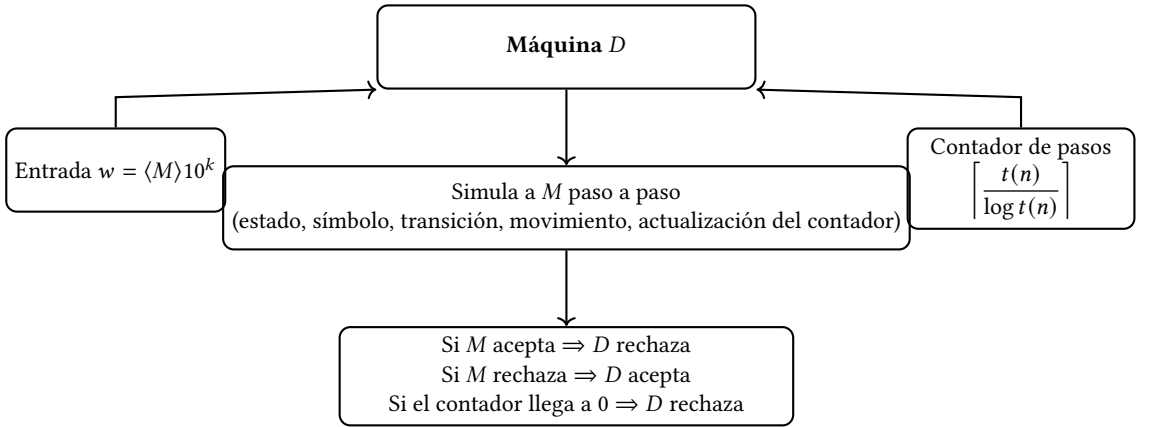 Máquina D
Entrada w = ⟨M⟩10^k
Contador de pasos
⌈ t(n) / log t(n) ⌉
Simula a M paso a paso
(estado, símbolo, transición, movimiento, actualización del contador)
Si M acepta ⇒ D rechaza
Si M rechaza ⇒ D acepta
Si el contador llega a 0 ⇒ D rechaza